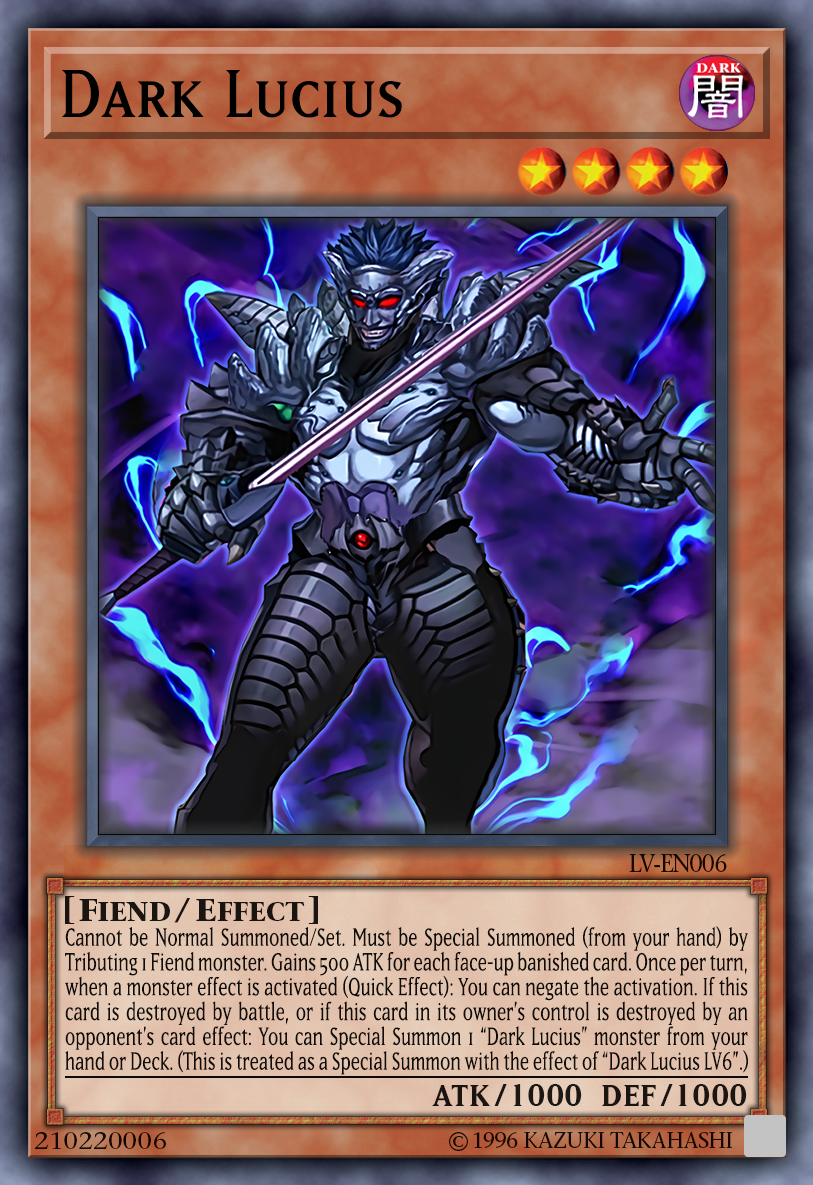 Dark Lucius
DARK
闇
LV-EN006
[ Fiend / Effect ]
Cannot be Normal Summoned/Set. Must be Special Summoned (from your hand) by
Tributing 1 Fiend monster. Gains 500 ATK for each face-up banished card. Once per turn,
when a monster effect is activated (Quick Effect): You can negate the activation. If this
card is destroyed by battle, or if this card in its owner's control is destroyed by an
opponent's card effect: You can Special Summon 1 “Dark Lucius” monster from your
hand or Deck. (This is treated as a Special Summon with the effect of “Dark Lucius LV6”.)
ATK / 1000 DEF / 1000
210220006 © 1996 KAZUKI TAKAHASHI